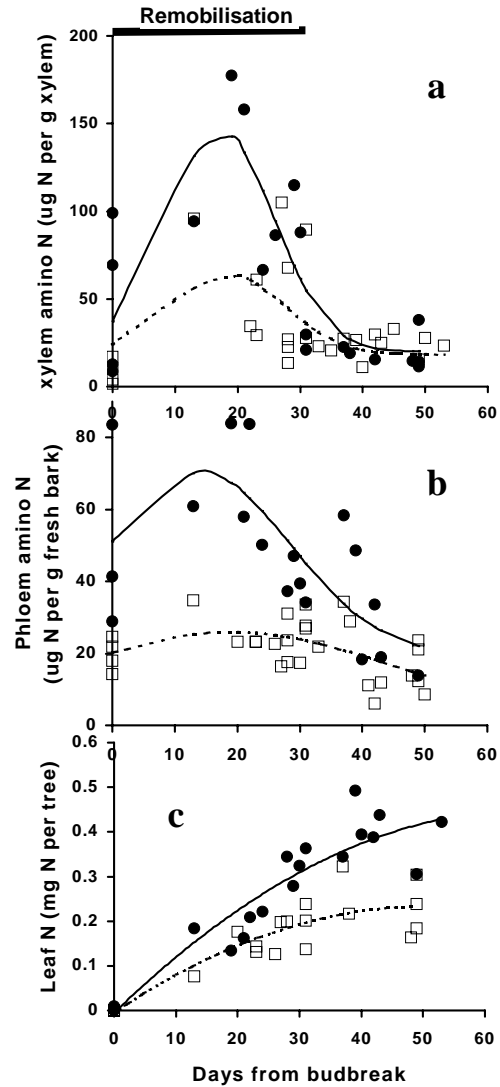 Remobilisation
a
xylem amino N (ug N per g xylem)
200
150
100
50
0
0 10 20 30 40 50 60
b
Phloem amino N
(ug N per g fresh bark)
80
60
40
20
0
0 10 20 30 40 50 60
c
Leaf N (mg N per tree)
0.6
0.5
0.4
0.3
0.2
0.1
0
0 10 20 30 40 50 60
Days from budbreak